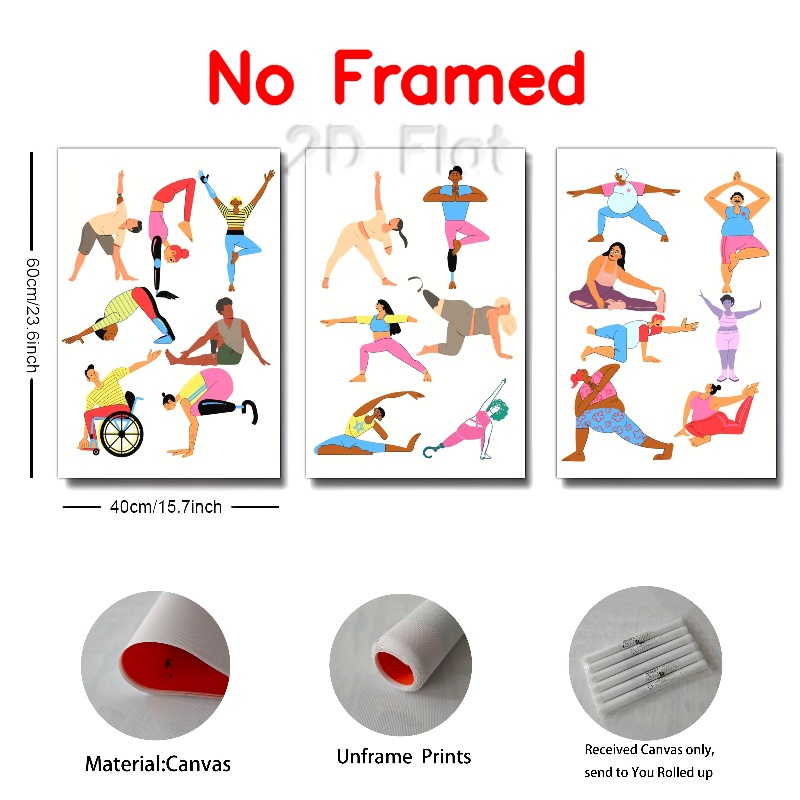 No Framed
2D Flat
60cm/23.6inch
40cm/15.7inch
Material:Canvas
Unframe Prints
Received Canvas only,
send to You Rolled up